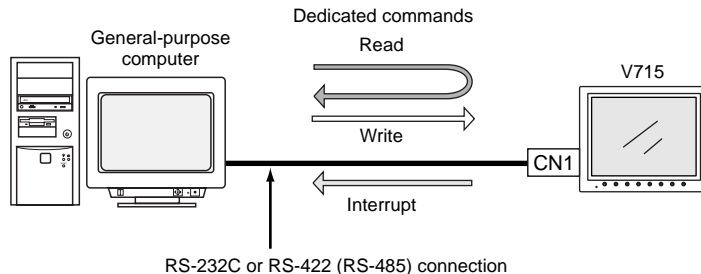 Dedicated commands
General-purpose
computer
Read
V715
Write
CN1
Interrupt
RS-232C or RS-422 (RS-485) connection